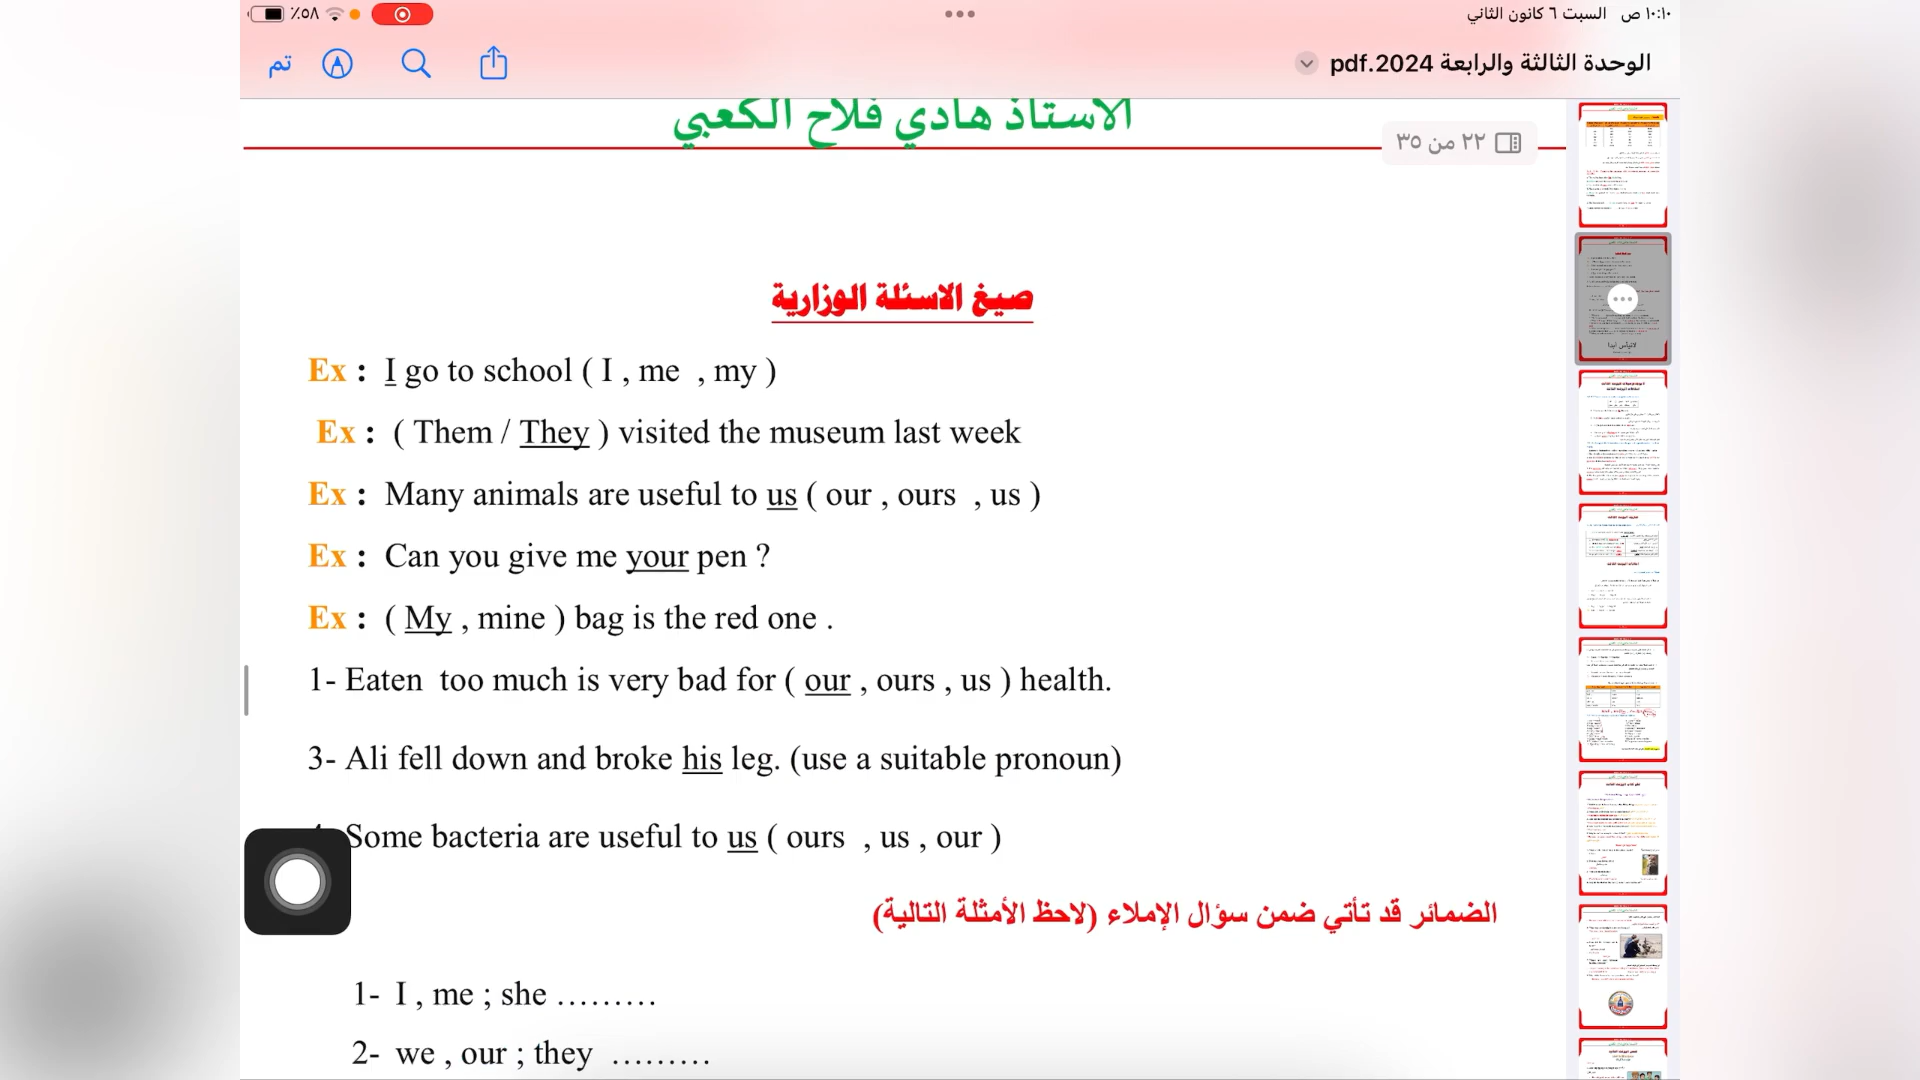 ١٠:١٠ ص السبت ٦ كانون الثاني
٪٥٨
الوحدة الثالثة والرابعة 2024.pdf
تم
الاستاذ هادي فلاح الكعبي
٢٢ من ٣٥
صيغ الاسئلة الوزارية
Ex : I go to school ( I , me , my )
Ex : ( Them / They ) visited the museum last week
Ex : Many animals are useful to us ( our , ours , us )
Ex : Can you give me your pen ?
Ex : ( My , mine ) bag is the red one .
1- Eaten too much is very bad for ( our , ours , us ) health.
3- Ali fell down and broke his leg. (use a suitable pronoun)
Some bacteria are useful to us ( ours , us , our )
الضمائر قد تأتي ضمن سؤال الإملاء (لاحظ الأمثلة التالية)
1- I , me ; she .........
2- we , our ; they .........